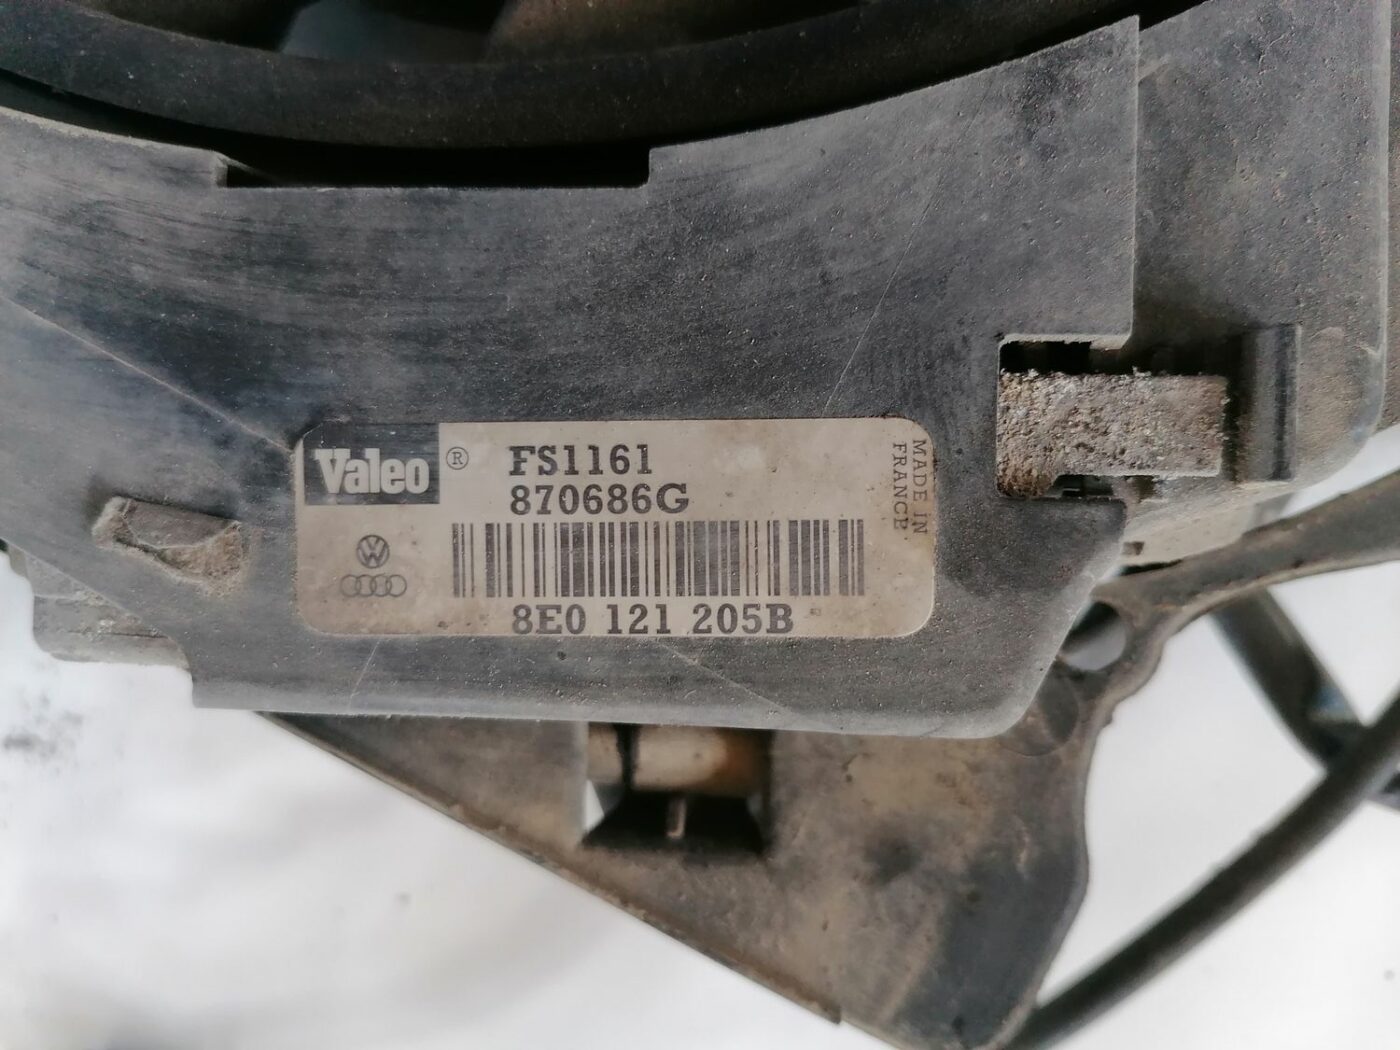 Valeo ® FS1161
870686G
8E0 121 205B
MADE IN
FRANCE